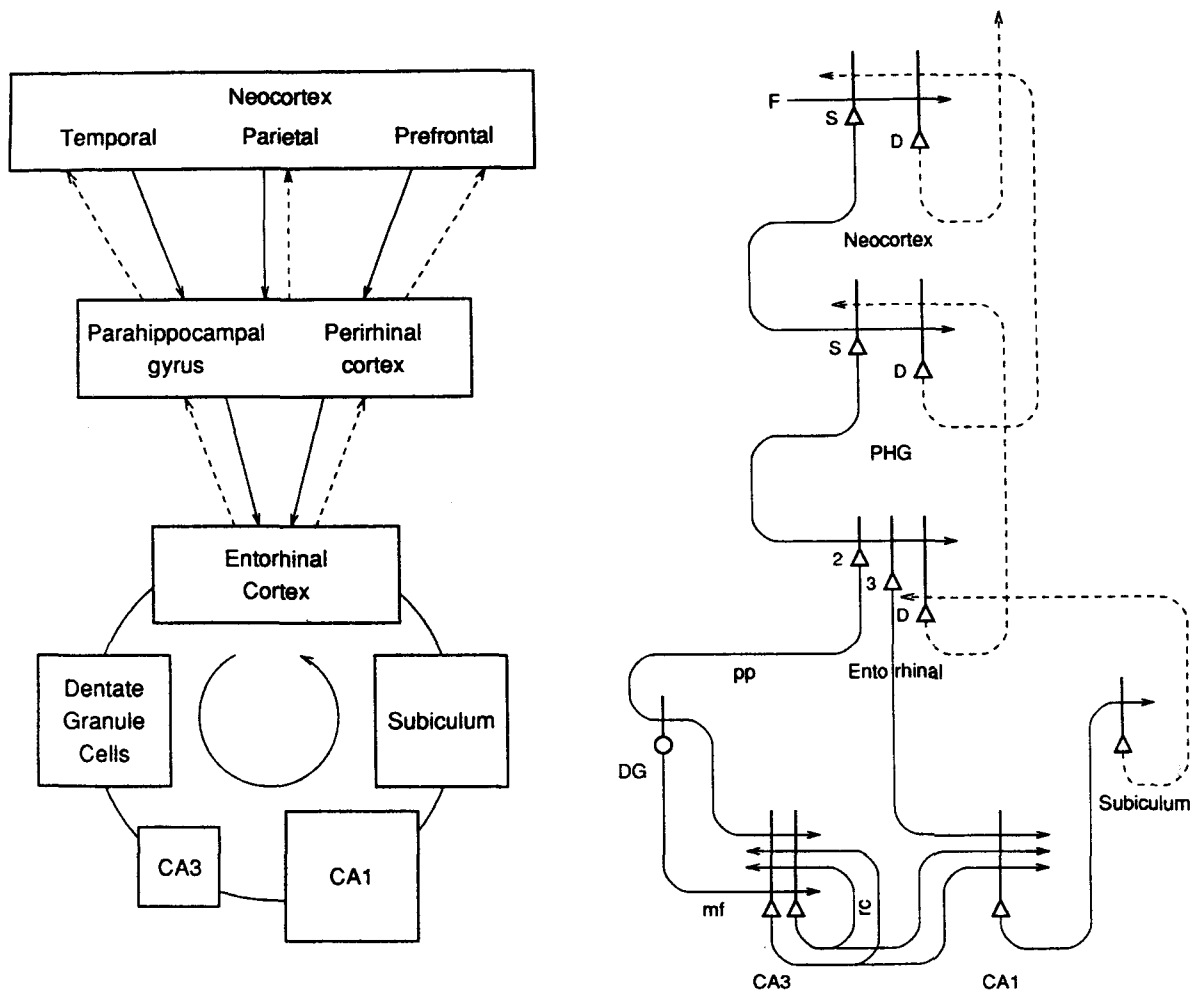 Neocortex
Temporal Parietal Prefrontal
Parahippocampal
gyrus
Perirhinal
cortex
Entorhinal
Cortex
Dentate
Granule
Cells
Subiculum
CA3
CA1
F
S
D
Neocortex
S
D
PHG
2
3
D
Entorhinal
pp
DG
Subiculum
mf
rc
CA3
CA1